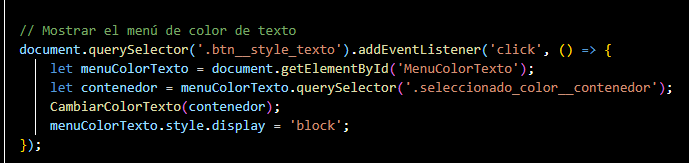 // Mostrar el menú de color de texto
document.querySelector('.btn__style_texto').addEventListener('click', () => {
    let menuColorTexto = document.getElementById('MenuColorTexto');
    let contenedor = menuColorTexto.querySelector('.seleccionado_color__contenedor');
    CambiarColorTexto(contenedor);
    menuColorTexto.style.display = 'block';
});